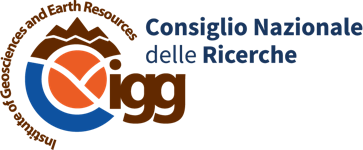 Institute of Geosciences and Earth Resources
igg
Consiglio Nazionale
delle Ricerche